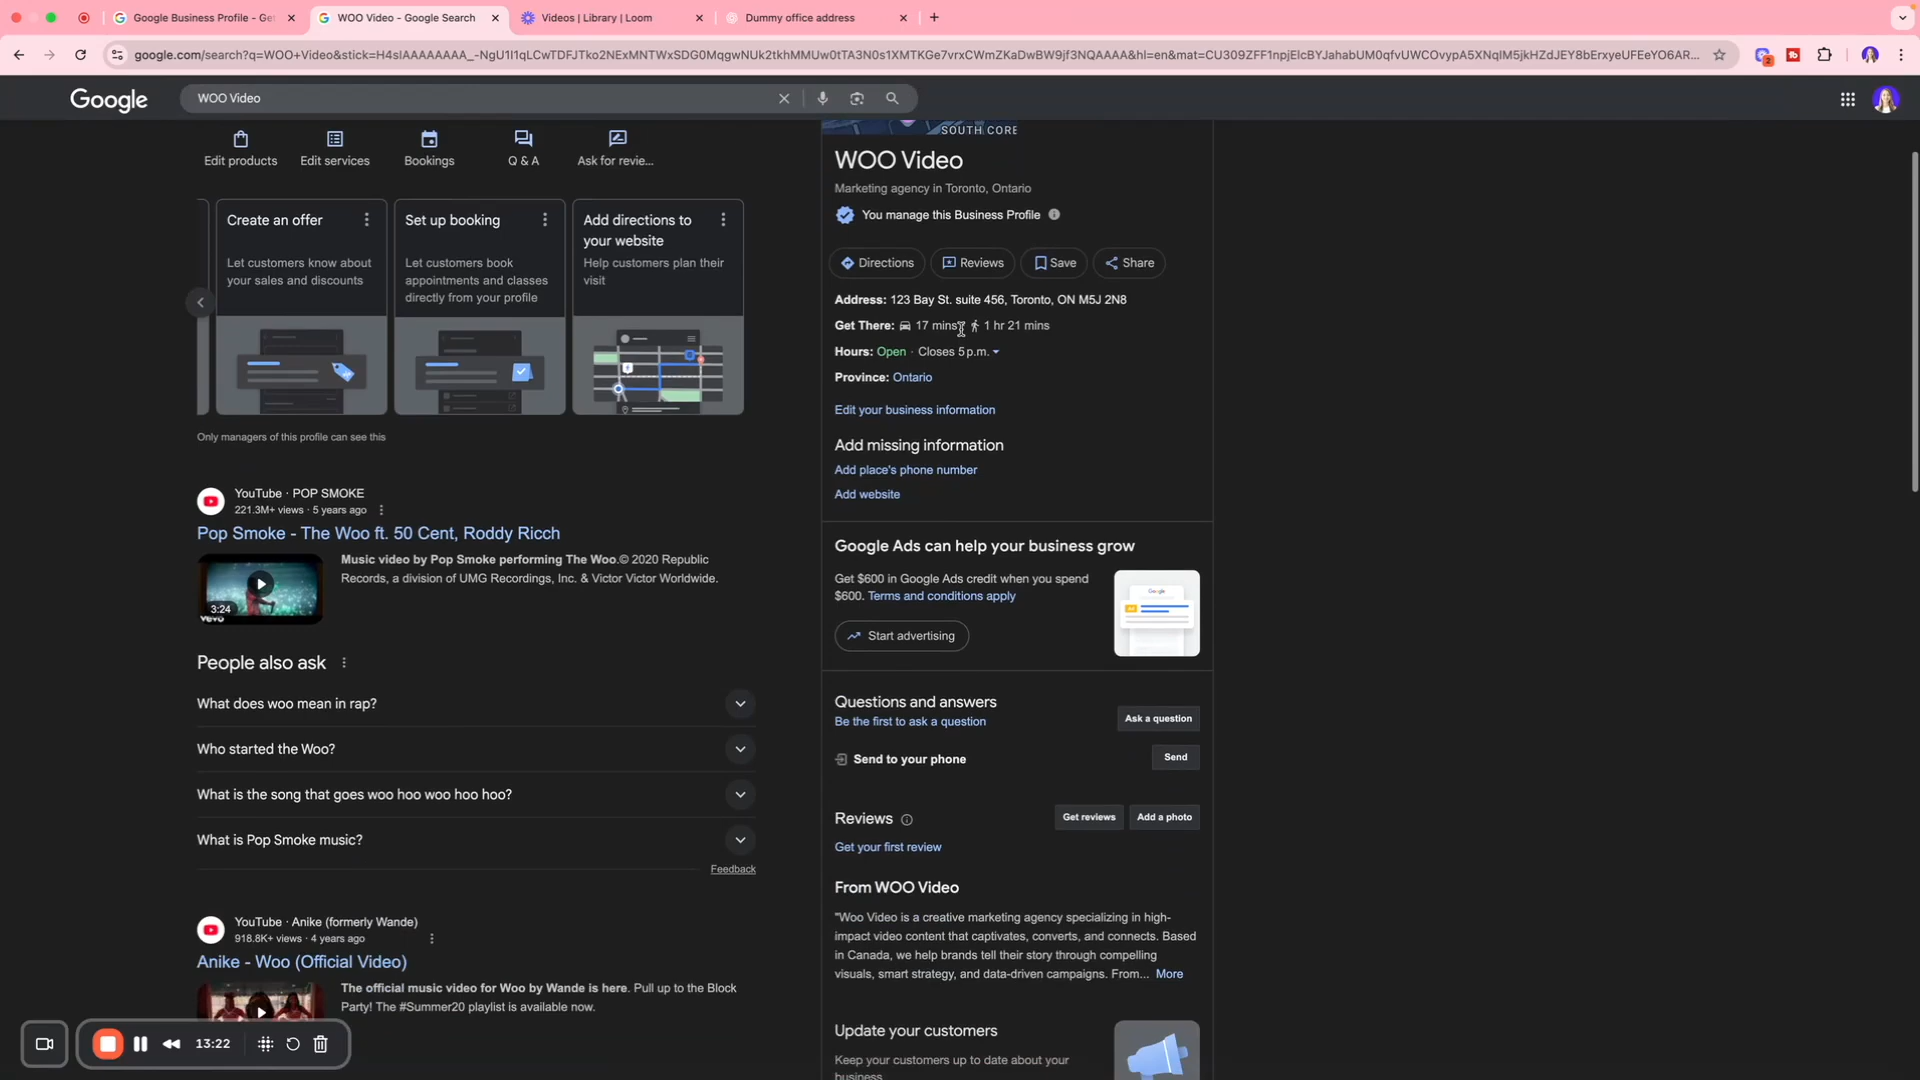 Google Business Profile - Get
WOO Video - Google Search
Videos | Library | Loom
Dummy office address
Google
WOO Video
Edit products
Edit services
Bookings
Q & A
Ask for revie...
Create an offer
Let customers know about
your sales and discounts
Set up booking
Let customers book
appointments and classes
directly from your profile
Add directions to
your website
Help customers plan their
visit
Only managers of this profile can see this
YouTube · POP SMOKE
221.3M+ views · 5 years ago
Pop Smoke - The Woo ft. 50 Cent, Roddy Ricch
Music video by Pop Smoke performing The Woo.© 2020 Republic
Records, a division of UMG Recordings, Inc. & Victor Victor Worldwide.
3:24
vevo
People also ask
What does woo mean in rap?
Who started the Woo?
What is the song that goes woo hoo woo hoo hoo?
What is Pop Smoke music?
Feedback
YouTube · Anike (formerly Wande)
918.8K+ views · 4 years ago
Anike - Woo (Official Video)
The official music video for Woo by Wande is here. Pull up to the Block
Party! The #Summer20 playlist is available now.
13:22
SOUTH CORE
WOO Video
Marketing agency in Toronto, Ontario
You manage this Business Profile
Directions
Reviews
Save
Share
Address: 123 Bay St. suite 456, Toronto, ON M5J 2N8
Get There: 17 mins 1 hr 21 mins
Hours: Open · Closes 5 p.m.
Province: Ontario
Edit your business information
Add missing information
Add place's phone number
Add website
Google Ads can help your business grow
Get $600 in Google Ads credit when you spend
$600. Terms and conditions apply
Start advertising
Google
Questions and answers
Be the first to ask a question
Ask a question
Send to your phone
Send
Reviews
Get reviews
Add a photo
Get your first review
From WOO Video
"Woo Video is a creative marketing agency specializing in high-
impact video content that captivates, converts, and connects. Based
in Canada, we help brands tell their story through compelling
visuals, smart strategy, and data-driven campaigns. From... More
Update your customers
Keep your customers up to date about your
business